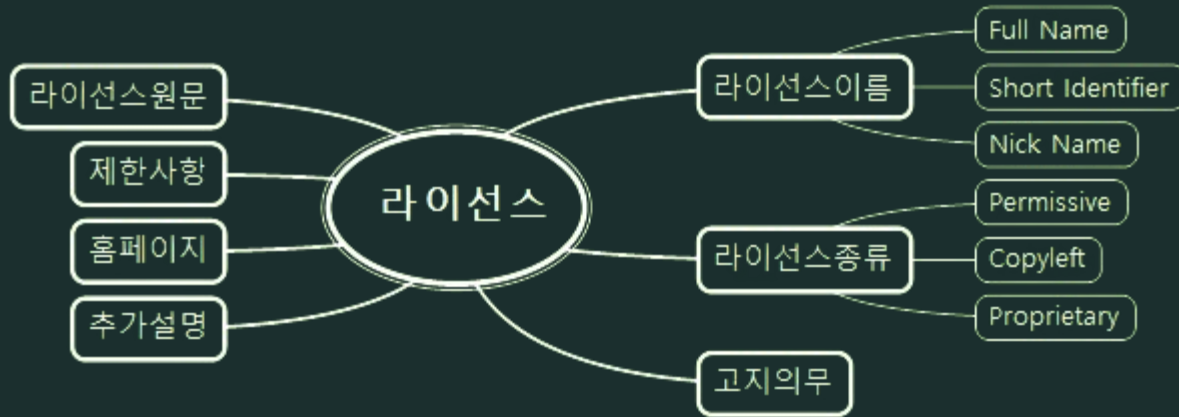 라이선스
라이선스원문
제한사항
홈페이지
추가설명
라이선스이름
Full Name
Short Identifier
Nick Name
라이선스종류
Permissive
Copyleft
Proprietary
고지의무